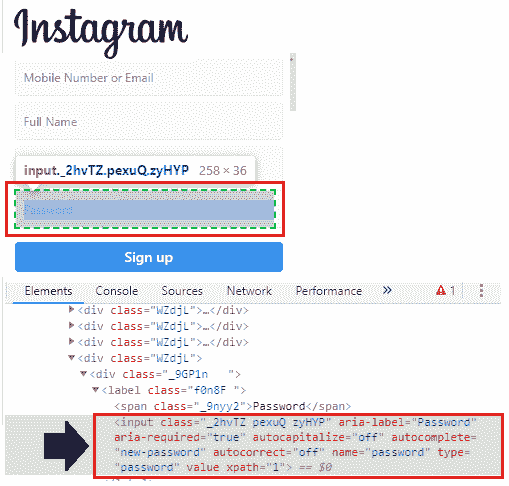 Instagram
Mobile Number or Email
Full Name
input._2hvTZ.pexuQ.zyHYP 258 × 36
Password
Sign up
Elements Console Sources Network Performance » 1
<div class="WZdjL">…</div>
<div class="WZdjL">…</div>
<div class="WZdjL">…</div>
<div class="WZdjL">
<div class="_9GP1n   ">
<label class="f0n8F ">
<span class="_9nyy2">Password</span>
<input class="_2hvTZ pexuQ zyHYP" aria-label="Password"
aria-required="true" autocapitalize="off" autocomplete=
"new-password" autocorrect="off" name="password" type=
"password" value xpath="1"> == $0